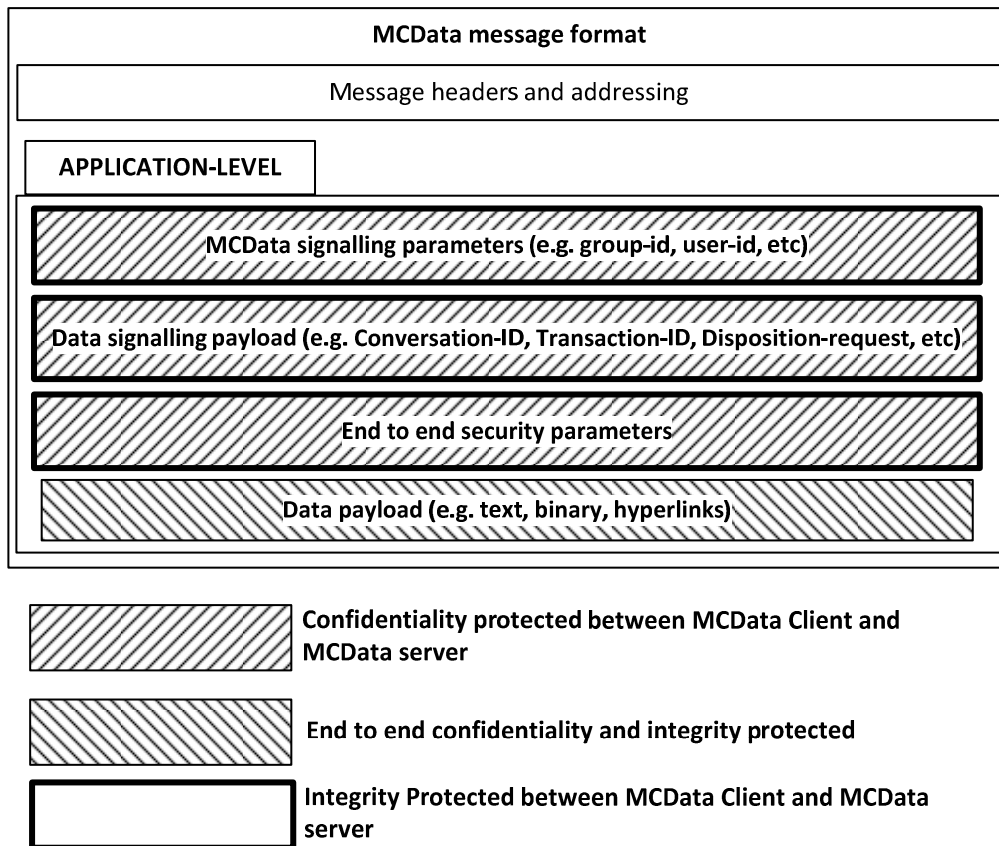 MCData message format
Message headers and addressing
APPLICATION-LEVEL
MCData signalling parameters (e.g. group-id, user-id, etc)
Data signalling payload (e.g. Conversation-ID, Transaction-ID, Disposition-request, etc)
End to end security parameters
Data payload (e.g. text, binary, hyperlinks)
Confidentiality protected between MCData Client and
MCData server
End to end confidentiality and integrity protected
Integrity Protected between MCData Client and MCData
server